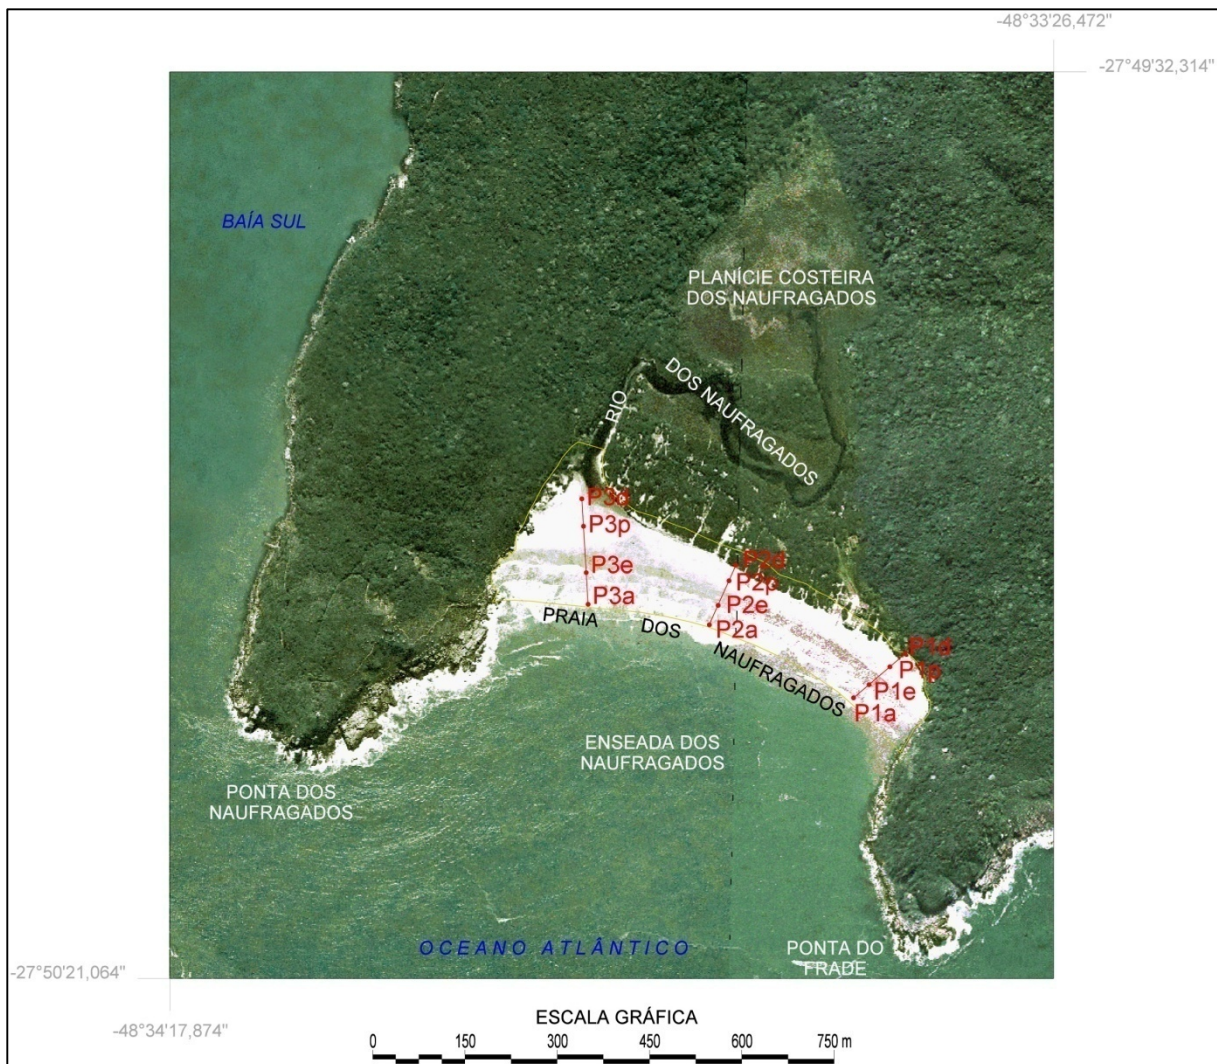 -48°33'26,472"
-27°49'32,314"
BAÍA SUL
PLANÍCIE COSTEIRA
DOS NAUFRAGADOS
RIO
DOS NAUFRAGADOS
P3d
P3p
P3e
P3a
P2d
P2p
P2e
P2a
P1d
P1p
P1e
P1a
PRAIA
DOS
NAUFRAGADOS
ENSEADA DOS
NAUFRAGADOS
PONTA DOS
NAUFRAGADOS
OCEANO ATLÂNTICO
PONTA DO
FRADE
-27°50'21,064"
-48°34'17,874"
ESCALA GRÁFICA
0 150 300 450 600 750 m